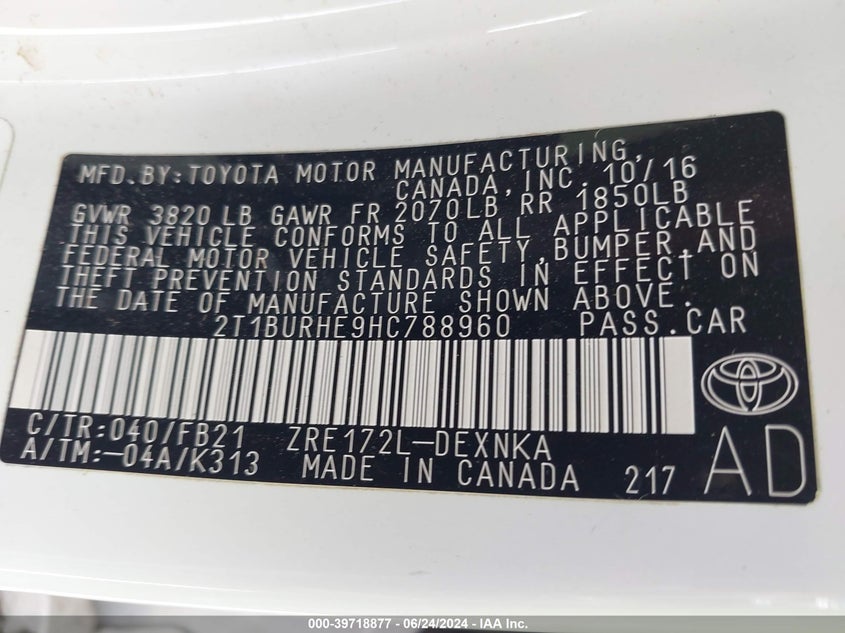 MFD.BY:TOYOTA MOTOR MANUFACTURING,
CANADA,INC. 10/16
GVWR 3820LB GAWR FR 2070LB RR 1850LB
THIS VEHICLE CONFORMS TO ALL APPLICABLE
FEDERAL MOTOR VEHICLE SAFETY,BUMPER,AND
THEFT PREVENTION STANDARDS IN EFFECT ON
THE DATE OF MANUFACTURE SHOWN ABOVE.
2T1BURHE9HC788960 PASS.CAR
C/TR:040/FB21 ZRE172L-DEXNKA
A/TM:-04A/K313 MADE IN CANADA 217 AD
000-39718877 - 06/24/2024 - IAA Inc.